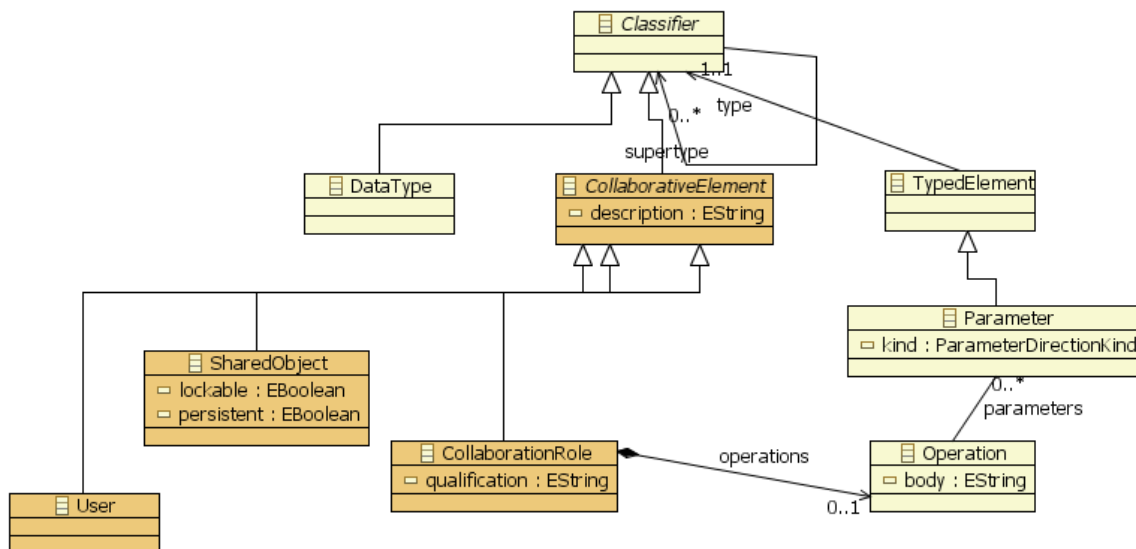 Classifier
1..1
0..*
type
supertype
DataType
CollaborativeElement
description : EString
TypedElement
Parameter
kind : ParameterDirectionKind
0..*
parameters
SharedObject
lockable : EBoolean
persistent : EBoolean
CollaborationRole
qualification : EString
operations
0..1
Operation
body : EString
User